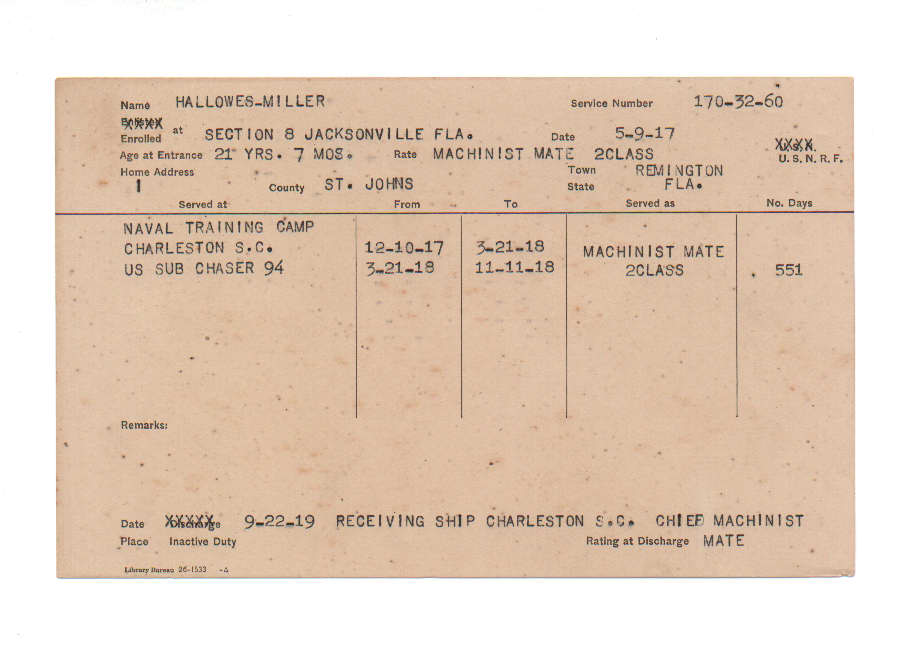 Name HALLOWES-MILLER Service Number 170-32-60
Enrolled at SECTION 8 JACKSONVILLE FLA. Date 5-9-17
U. S. N. R. F.
Age at Entrance 21 YRS. 7 MOS. Rate MACHINIST MATE 2CLASS
Home Address Town REMINGTON
1 County ST. JOHNS State FLA.
Served at From To Served as No. Days
NAVAL TRAINING CAMP
CHARLESTON S.C. 12-10-17 3-21-18 MACHINIST MATE
US SUB CHASER 94 3-21-18 11-11-18 2CLASS 551
Remarks:
Date Discharge 9-22-19 RECEIVING SHIP CHARLESTON S.C. CHIEF MACHINIST
Place Inactive Duty Rating at Discharge MATE
Library Bureau 26-1533 -A